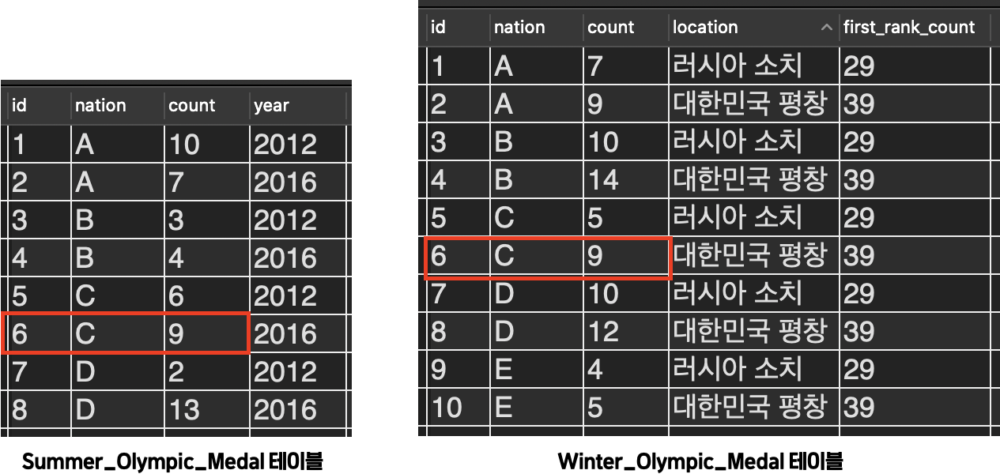 id nation count year
1 A 10 2012
2 A 7 2016
3 B 3 2012
4 B 4 2016
5 C 6 2012
6 C 9 2016
7 D 2 2012
8 D 13 2016
Summer_Olympic_Medal 테이블
id nation count location first_rank_count
1 A 7 러시아 소치 29
2 A 9 대한민국 평창 39
3 B 10 러시아 소치 29
4 B 14 대한민국 평창 39
5 C 5 러시아 소치 29
6 C 9 대한민국 평창 39
7 D 10 러시아 소치 29
8 D 12 대한민국 평창 39
9 E 4 러시아 소치 29
10 E 5 대한민국 평창 39
Winter_Olympic_Medal 테이블